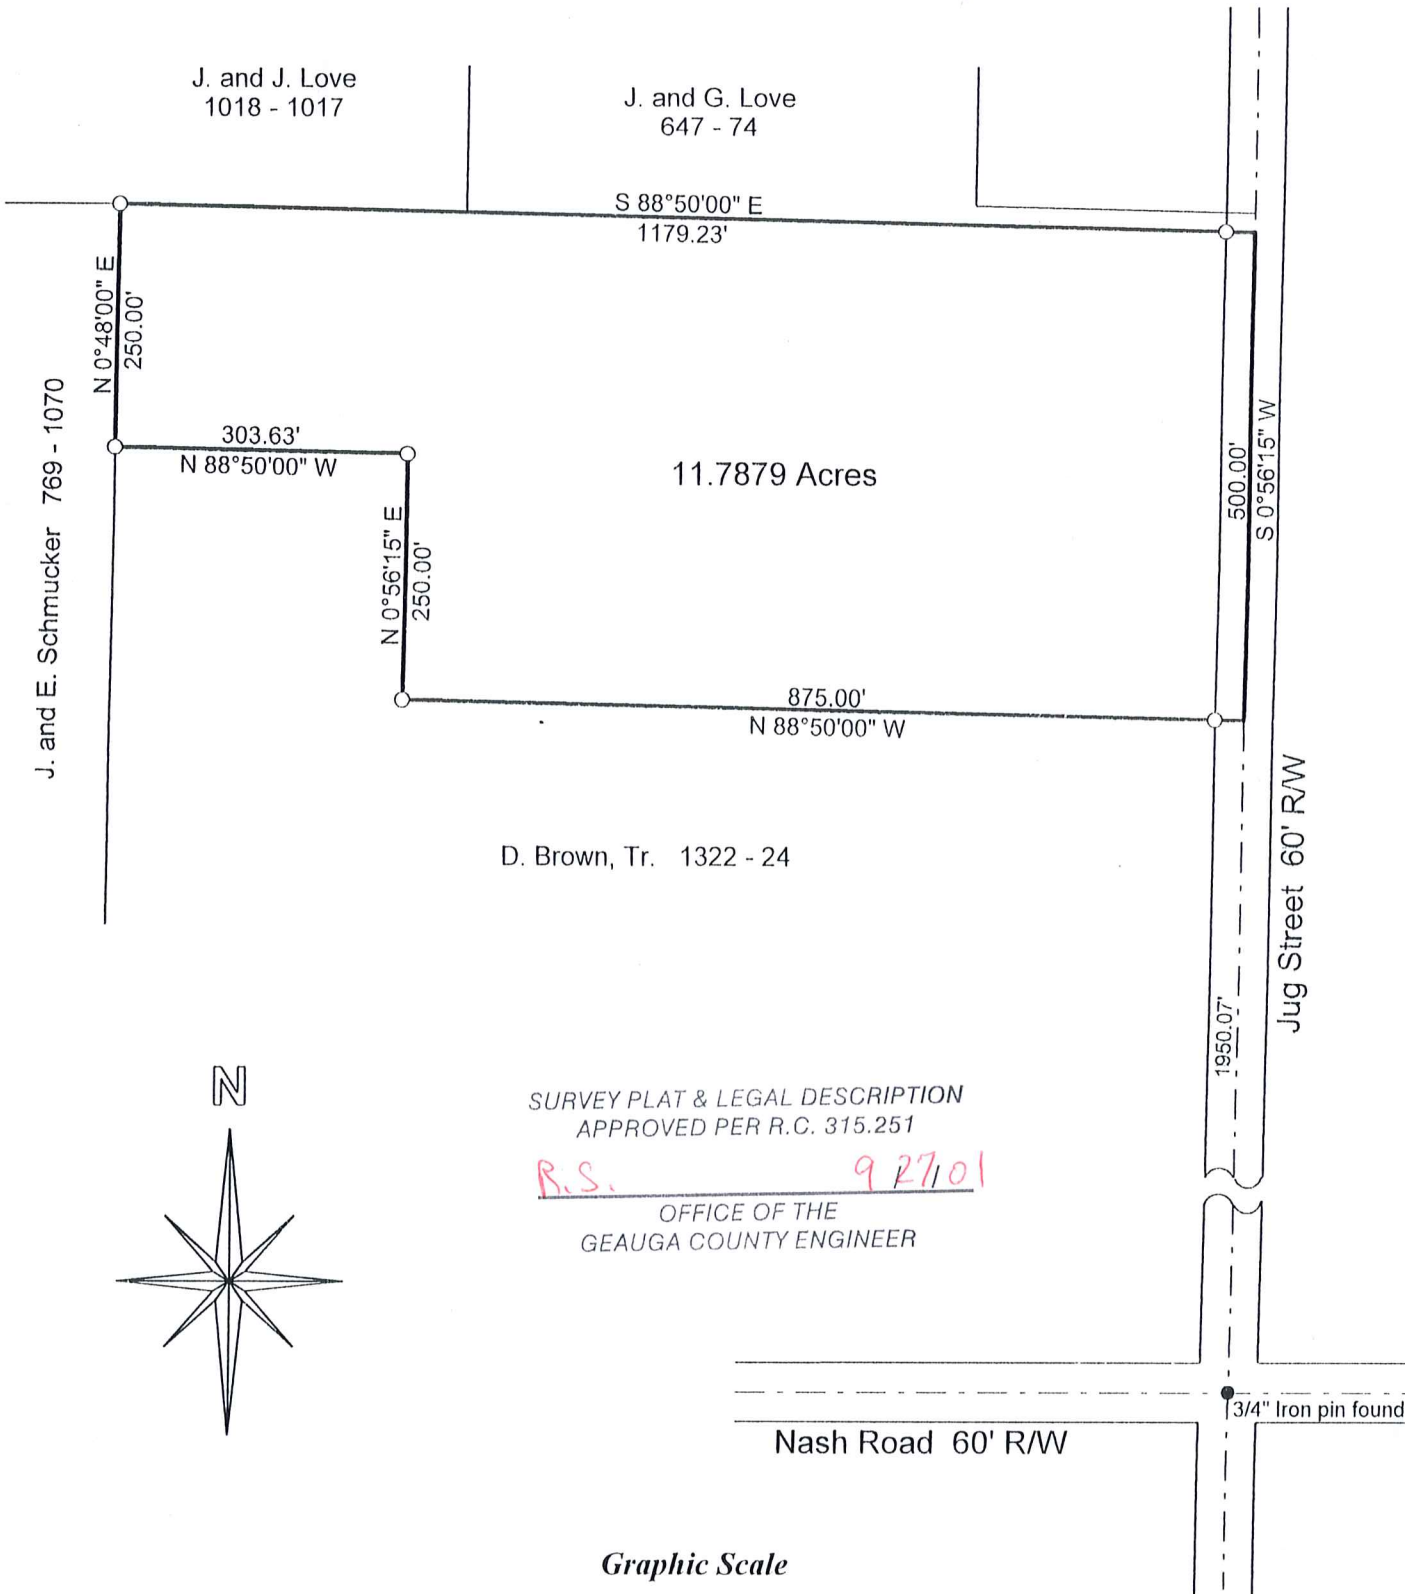 J. and J. Love
1018 - 1017
J. and G. Love
647 - 74
S 88°50'00" E
1179.23'
N 0°48'00" E
250.00'
J. and E. Schmucker 769 - 1070
303.63'
N 88°50'00" W
11.7879 Acres
500.00'
S 0°56'15" W
N 0°56'15" E
250.00'
875.00'
N 88°50'00" W
D. Brown, Tr. 1322 - 24
Jug Street 60' R/W
1950.07'
N
SURVEY PLAT & LEGAL DESCRIPTION
APPROVED PER R.C. 315.251
R.S. 9/27/01
OFFICE OF THE
GEAUGA COUNTY ENGINEER
3/4" Iron pin found
Nash Road 60' R/W
Graphic Scale